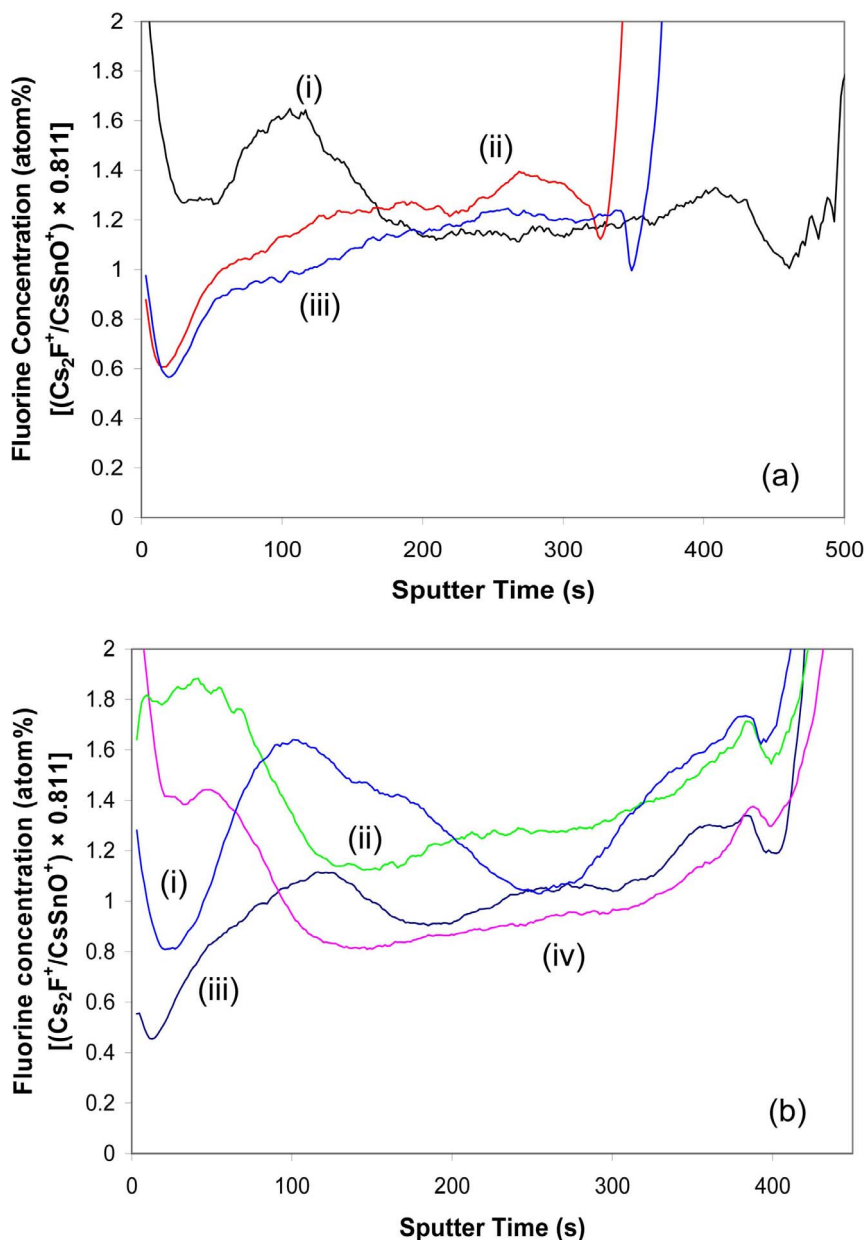 Fluorine Concentration (atom%)
[(Cs₂F⁺/CsSnO⁺) × 0.811]
2
1.8
1.6
1.4
1.2
1
0.8
0.6
0.4
0.2
0
(i)
(ii)
(iii)
(a)
0 100 200 300 400 500
Sputter Time (s)
Fluorine concentration (atom%)
[(Cs₂F⁺/CsSnO⁺) × 0.811]
2
1.8
1.6
1.4
1.2
1
0.8
0.6
0.4
0.2
0
(ii)
(i)
(iv)
(iii)
(b)
0 100 200 300 400
Sputter Time (s)